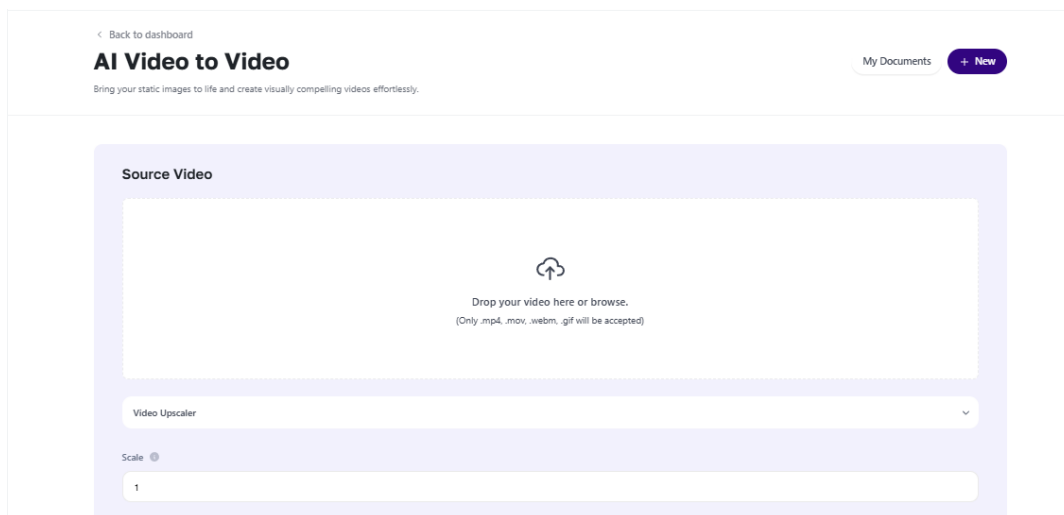 Back to dashboard
AI Video to Video
My Documents
+ New
Bring your static images to life and create visually compelling videos effortlessly.
Source Video
Drop your video here or browse.
(Only .mp4, .mov, .webm, .gif will be accepted)
Video Upscaler
Scale
1